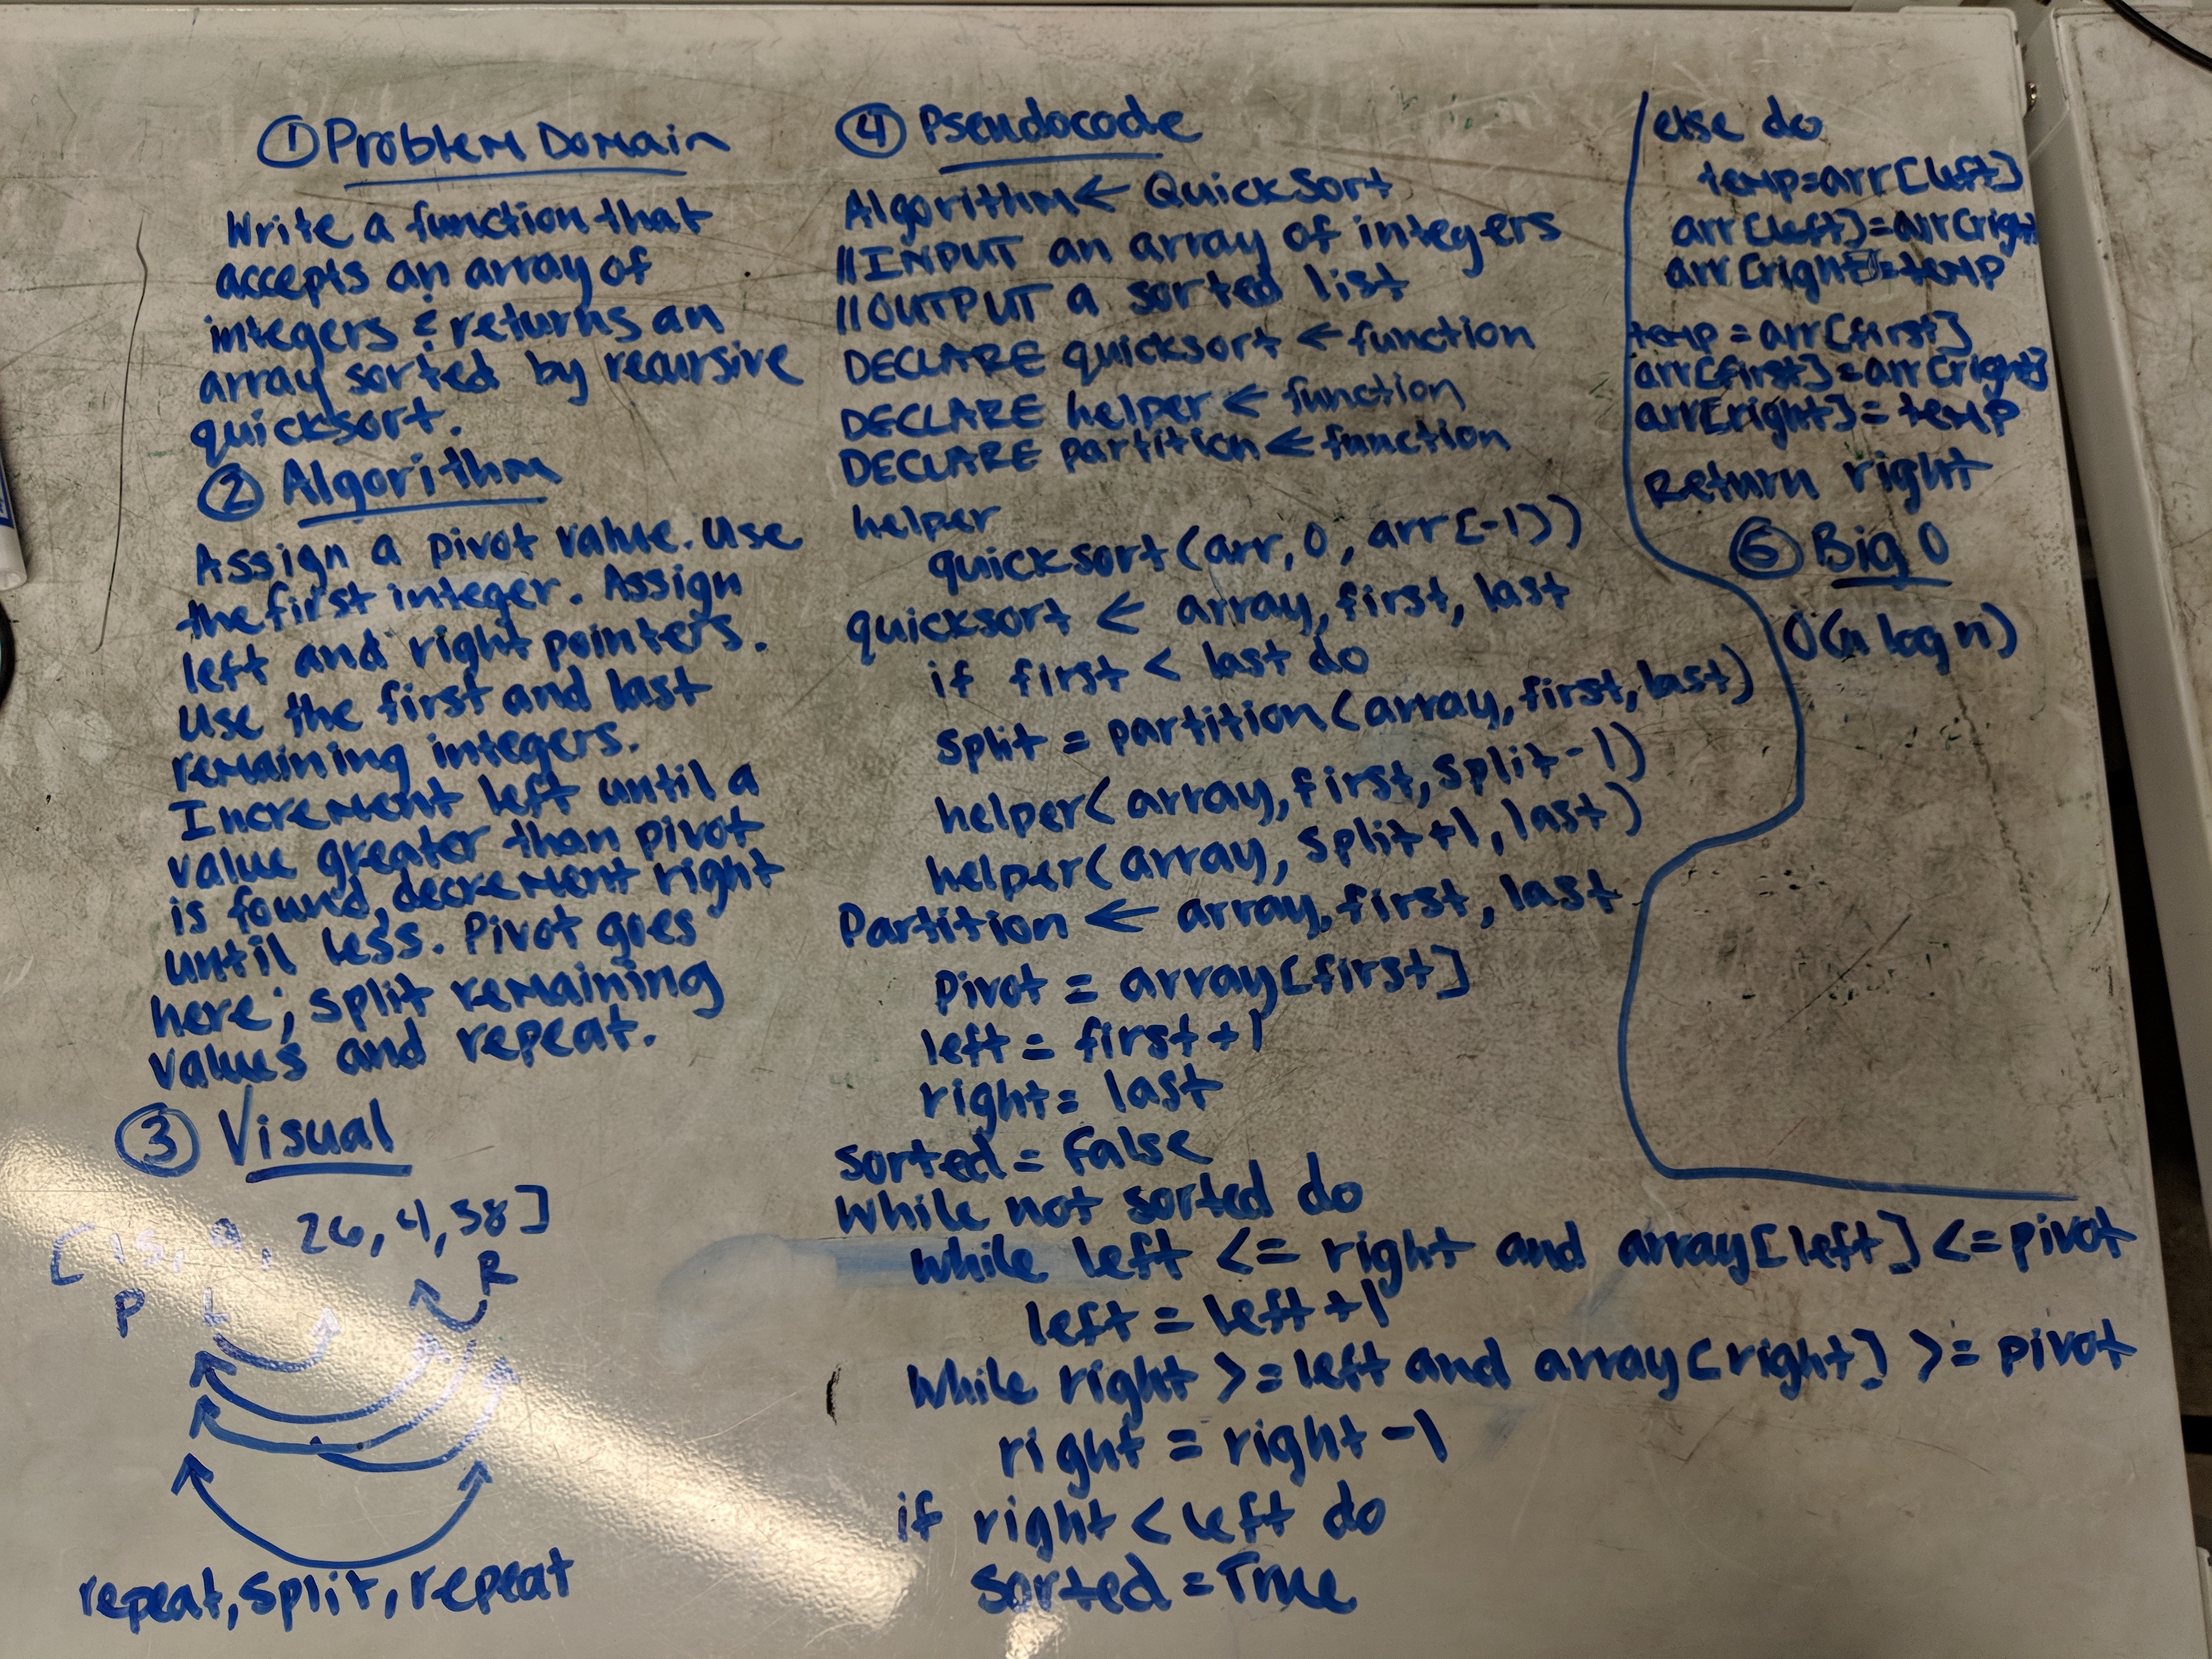 ① Problem Domain
Write a function that
accepts an array of
integers & returns an
array sorted by recursive
quicksort.
② Algorithm
Assign a pivot value. Use
the first integer. Assign
left and right pointers.
Use the first and last
remaining integers.
Increment left until a
value greater than pivot
is found, decrement right
until less. Pivot goes
here; split remaining
values and repeat.
③ Visual
[15, 9, 26, 4, 38]
P L R
repeat, split, repeat
④ Pseudocode
Algorithm ← QuickSort
//INPUT an array of integers
//OUTPUT a sorted list
DECLARE quicksort ← function
DECLARE helper ← function
DECLARE partition ← function
helper
quicksort(arr, 0, arr[-1])
quicksort ← array, first, last
if first < last do
split = partition(array, first, last)
helper(array, first, split-1)
helper(array, split+1, last)
Partition ← array, first, last
Pivot = array[first]
left = first+1
right = last
sorted = False
While not sorted do
while left <= right and array[left] <= pivot
left = left+1
While right >= left and array[right] >= pivot
right = right-1
if right < left do
sorted = True
else do
temp=arr[left]
arr[left]=arr[righ
arr[right]=temp
temp = arr[first]
arr[first]=arr[right]
arr[right]= temp
Return right
⑤ Big O
O(n log n)